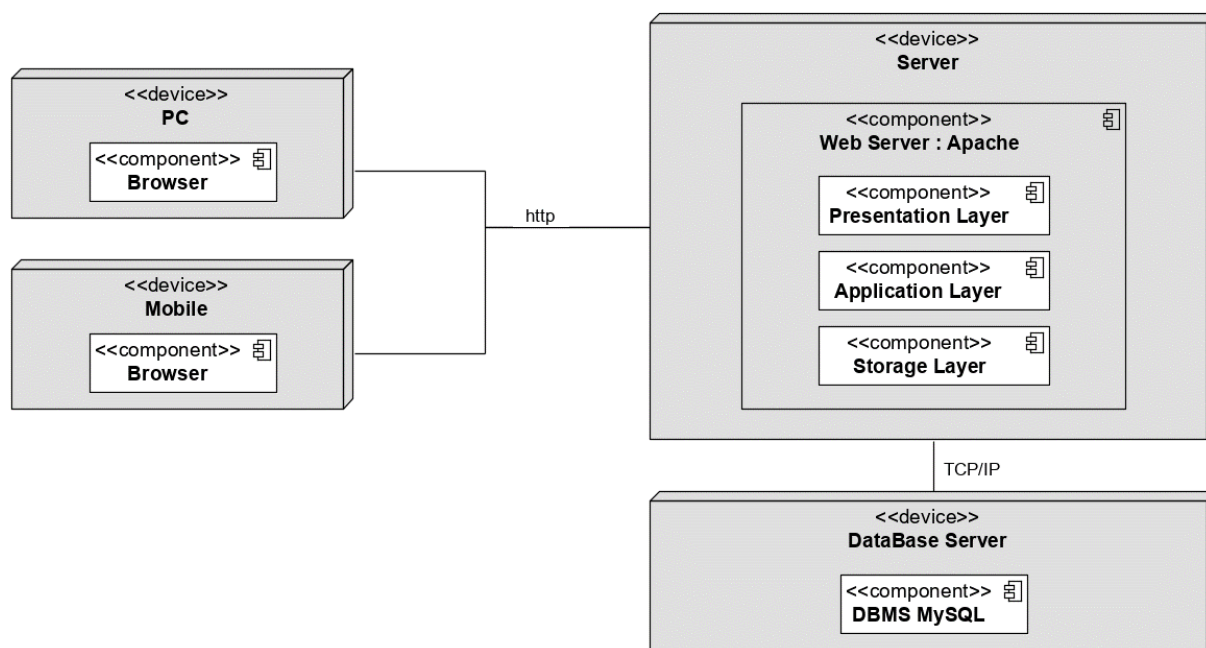 <<device>>
PC
<<component>>
Browser
<<device>>
Mobile
<<component>>
Browser
http
<<device>>
Server
<<component>>
Web Server : Apache
<<component>>
Presentation Layer
<<component>>
Application Layer
<<component>>
Storage Layer
TCP/IP
<<device>>
DataBase Server
<<component>>
DBMS MySQL